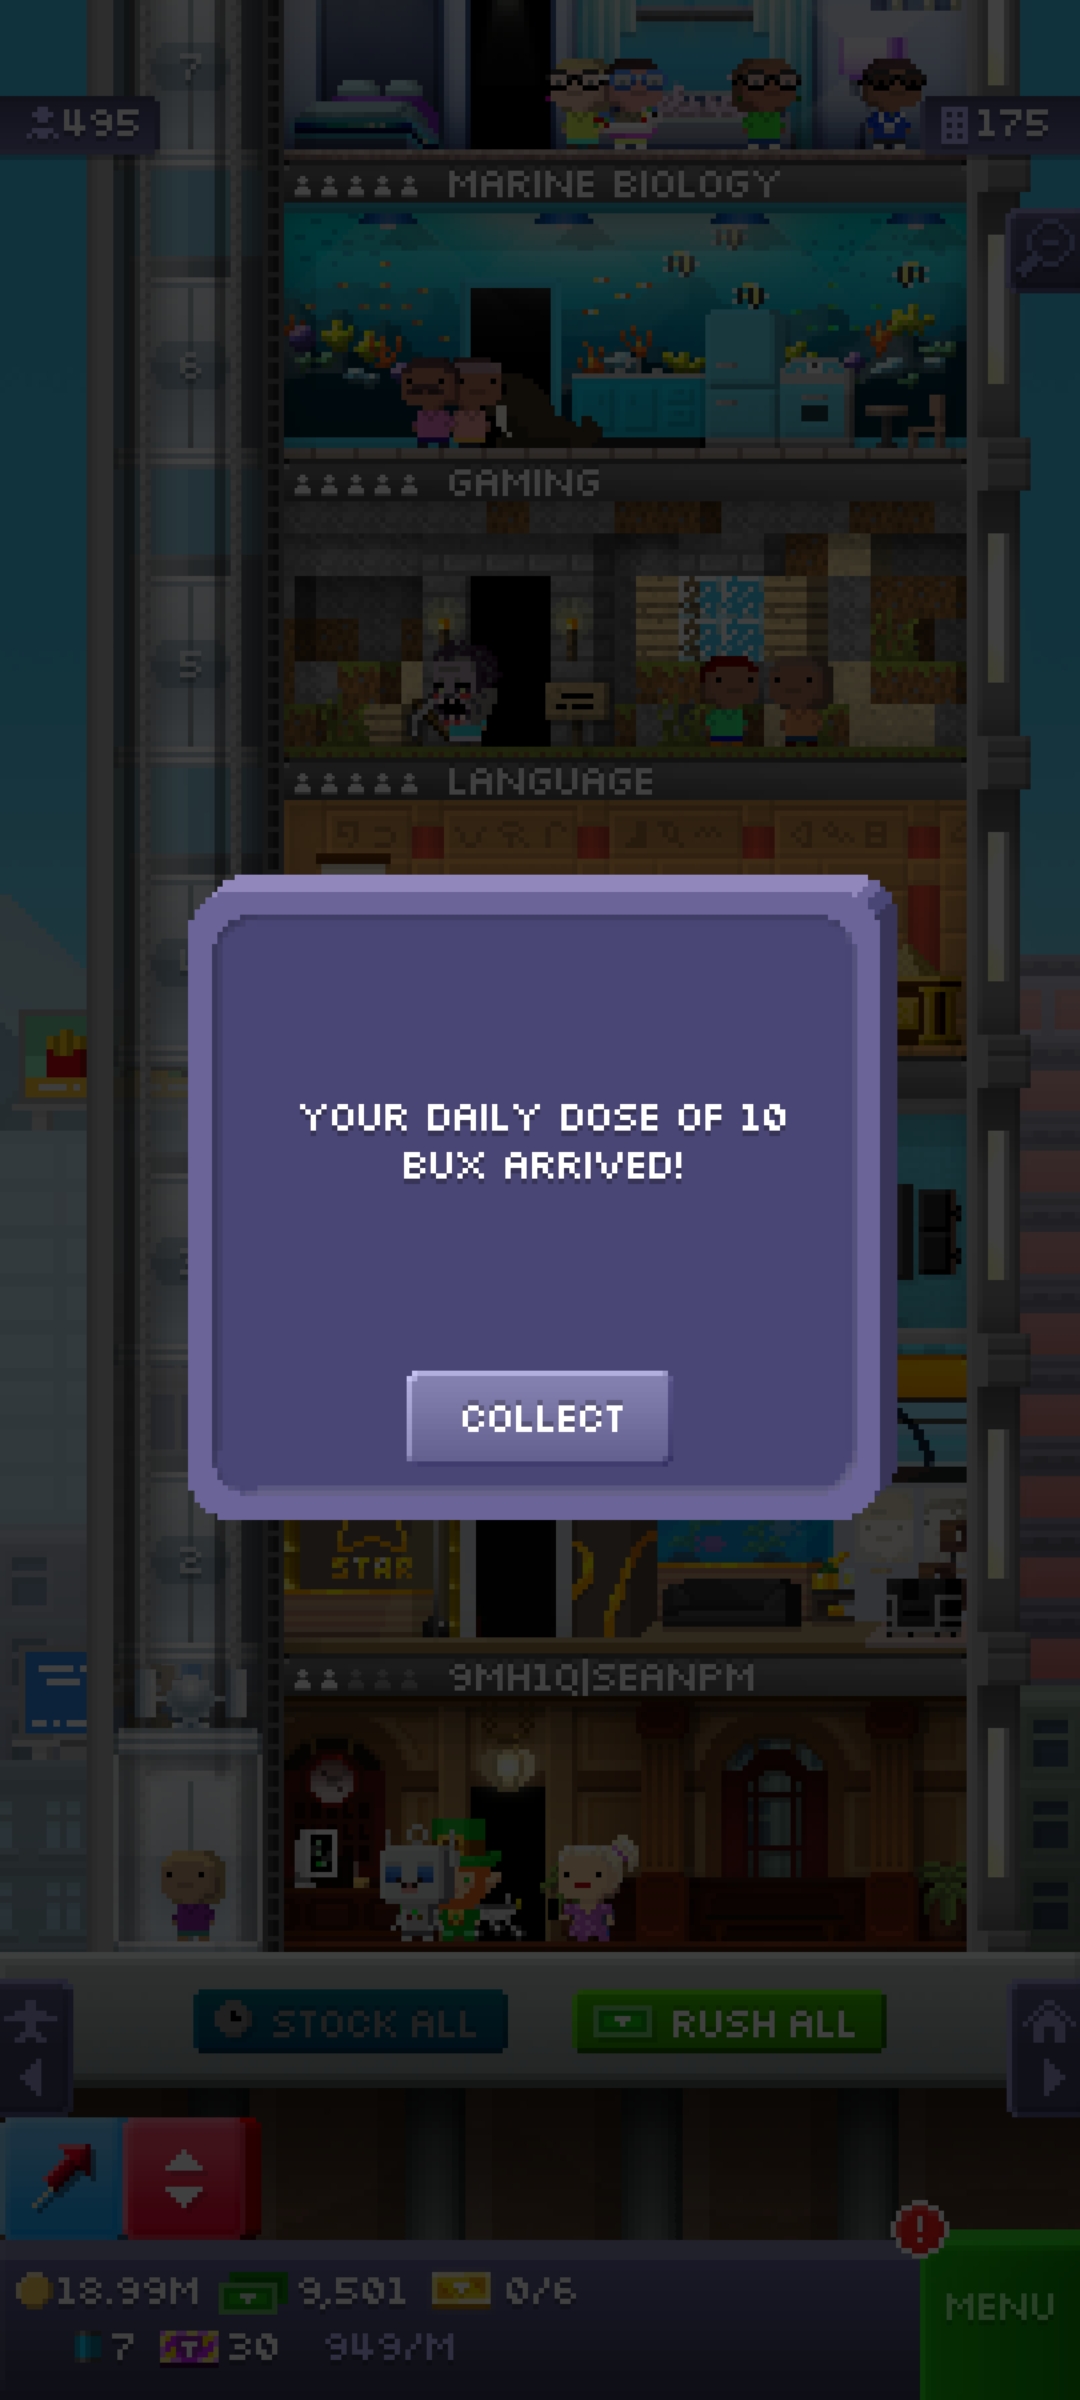 7
495
175
MARINE BIOLOGY
6
GAMING
5
LANGUAGE
YOUR DAILY DOSE OF 10
BUX ARRIVED!
COLLECT
2
STAR
9MH1Q|SEANPM
STOCK ALL
RUSH ALL
18.99M
9,501
0/6
MENU
7
30
949/M